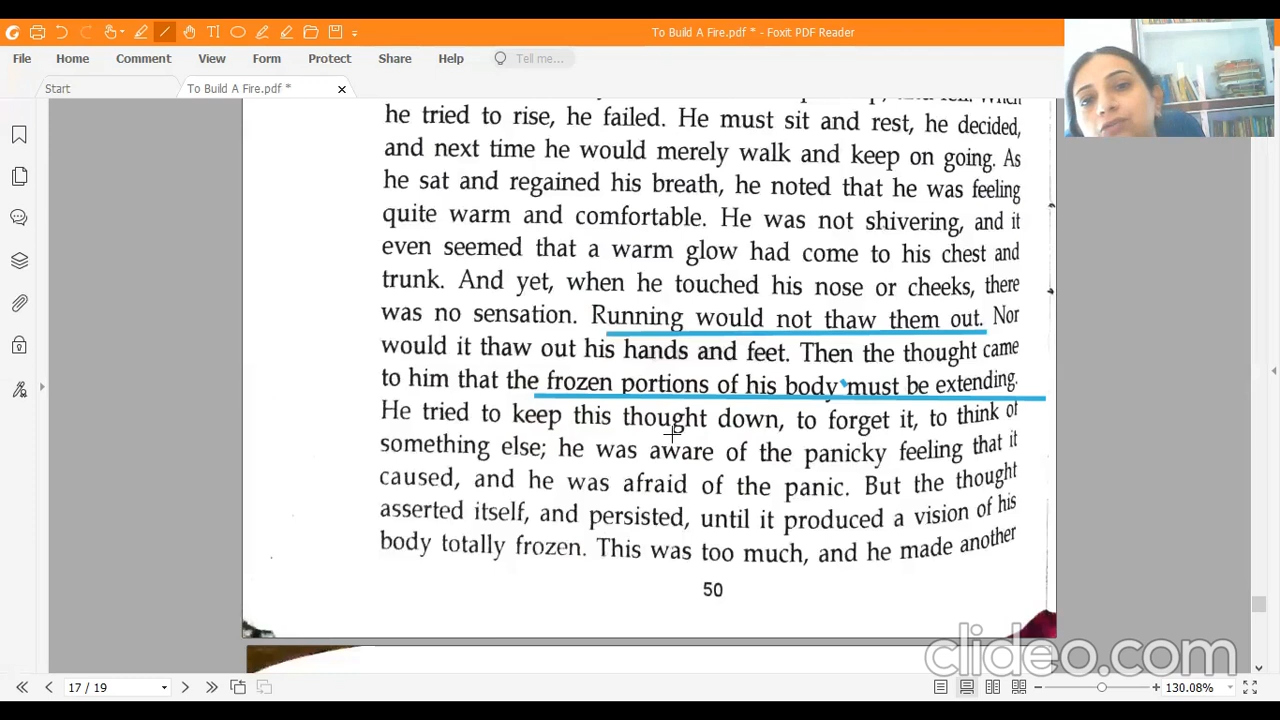 To Build A Fire.pdf * - Foxit PDF Reader
File Home Comment View Form Protect Share Help Tell me...
Start To Build A Fire.pdf *
he tried to rise, he failed. He must sit and rest, he decided,
and next time he would merely walk and keep on going. As
he sat and regained his breath, he noted that he was feeling
quite warm and comfortable. He was not shivering, and it
even seemed that a warm glow had come to his chest and
trunk. And yet, when he touched his nose or cheeks, there
was no sensation. Running would not thaw them out. Nor
would it thaw out his hands and feet. Then the thought came
to him that the frozen portions of his body must be extending.
He tried to keep this thought down, to forget it, to think of
something else; he was aware of the panicky feeling that it
caused, and he was afraid of the panic. But the thought
asserted itself, and persisted, until it produced a vision of his
body totally frozen. This was too much, and he made another
50
clideo.com
17 / 19
130.08%